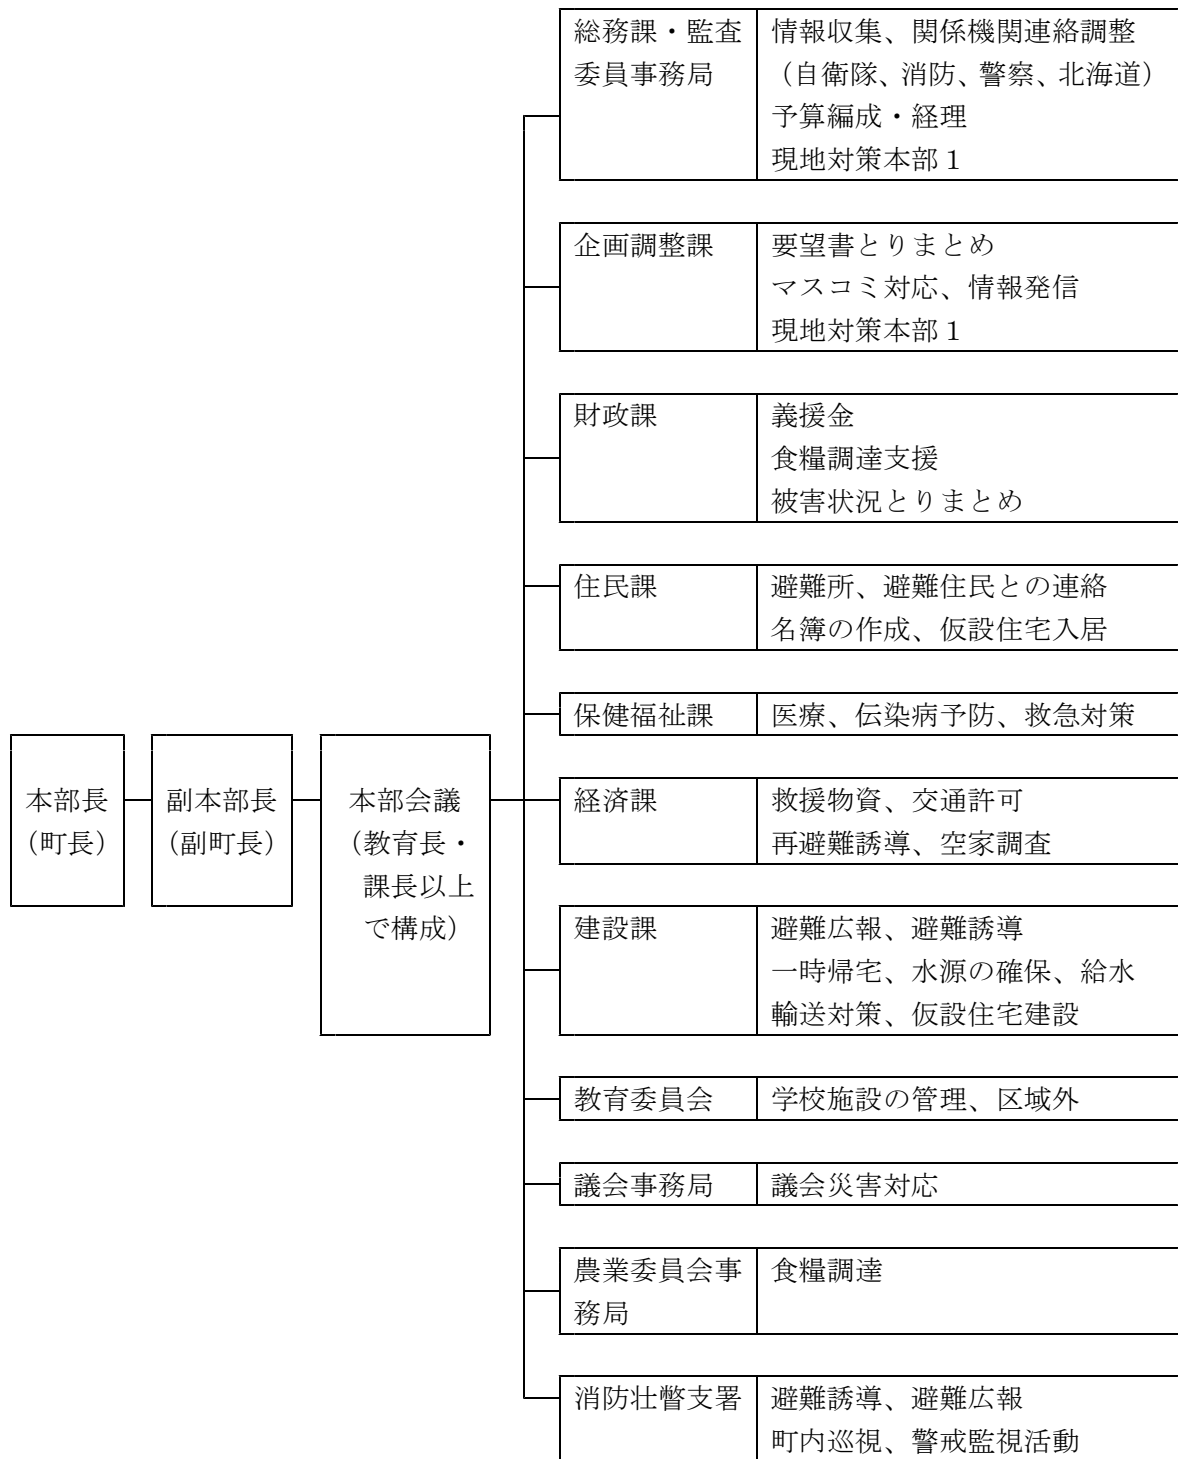 総務課・監査
委員事務局
情報収集、関係機関連絡調整
（自衛隊、消防、警察、北海道）
予算編成・経理
現地対策本部１
企画調整課
要望書とりまとめ
マスコミ対応、情報発信
現地対策本部１
財政課
義援金
食糧調達支援
被害状況とりまとめ
住民課
避難所、避難住民との連絡
名簿の作成、仮設住宅入居
保健福祉課
医療、伝染病予防、救急対策
本部長
（町長）
副本部長
（副町長）
本部会議
（教育長・
課長以上
で構成）
経済課
救援物資、交通許可
再避難誘導、空家調査
建設課
避難広報、避難誘導
一時帰宅、水源の確保、給水
輸送対策、仮設住宅建設
教育委員会
学校施設の管理、区域外
議会事務局
議会災害対応
農業委員会事
務局
食糧調達
消防壮瞥支署
避難誘導、避難広報
町内巡視、警戒監視活動